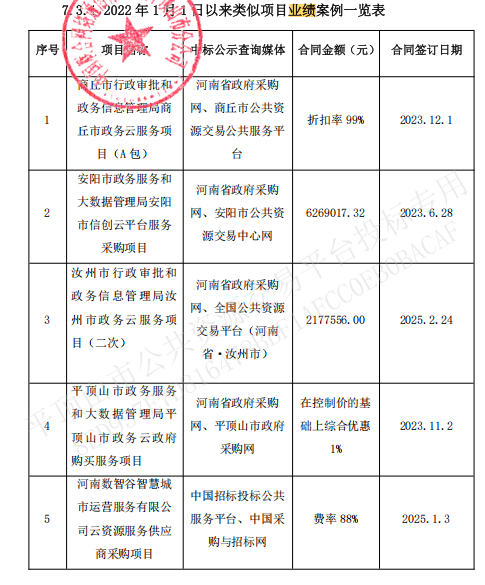 7.3.1 2022 年 1 月 1 日以来类似项目业绩案例一览表
序号 项目名称 中标公示查询媒体 合同金额（元） 合同签订日期
1
商丘市行政审批和
政务信息管理局商
丘市政务云服务项
目（A 包）
河南省政府采购
网、商丘市公共资
源交易公共服务平
台
折扣率 99%
2023.12.1
2
安阳市政务服务和
大数据管理局安阳
市信创云平台服务
采购项目
河南省政府采购
网、安阳市公共资
源交易中心网
6269017.32
2023.6.28
3
汝州市行政审批和
政务信息管理局汝
州市政务云服务项
目（二次）
河南省政府采购
网、全国公共资源
交易平台（河南
省·汝州市）
2177556.00
2025.2.24
4
平顶山市政务服务
和大数据管理局平
顶山市政务云政府
购买服务项目
河南省政府采购
网、平顶山市政府
采购网
在控制价的基
础上综合优惠
1%
2023.11.2
5
河南数智谷智慧城
市运营服务有限公
司云资源服务供应
商采购项目
中国招标投标公共
服务平台、中国采
购与招标网
费率 88%
2025.1.3
平顶山市公共资源交易平台投标专用